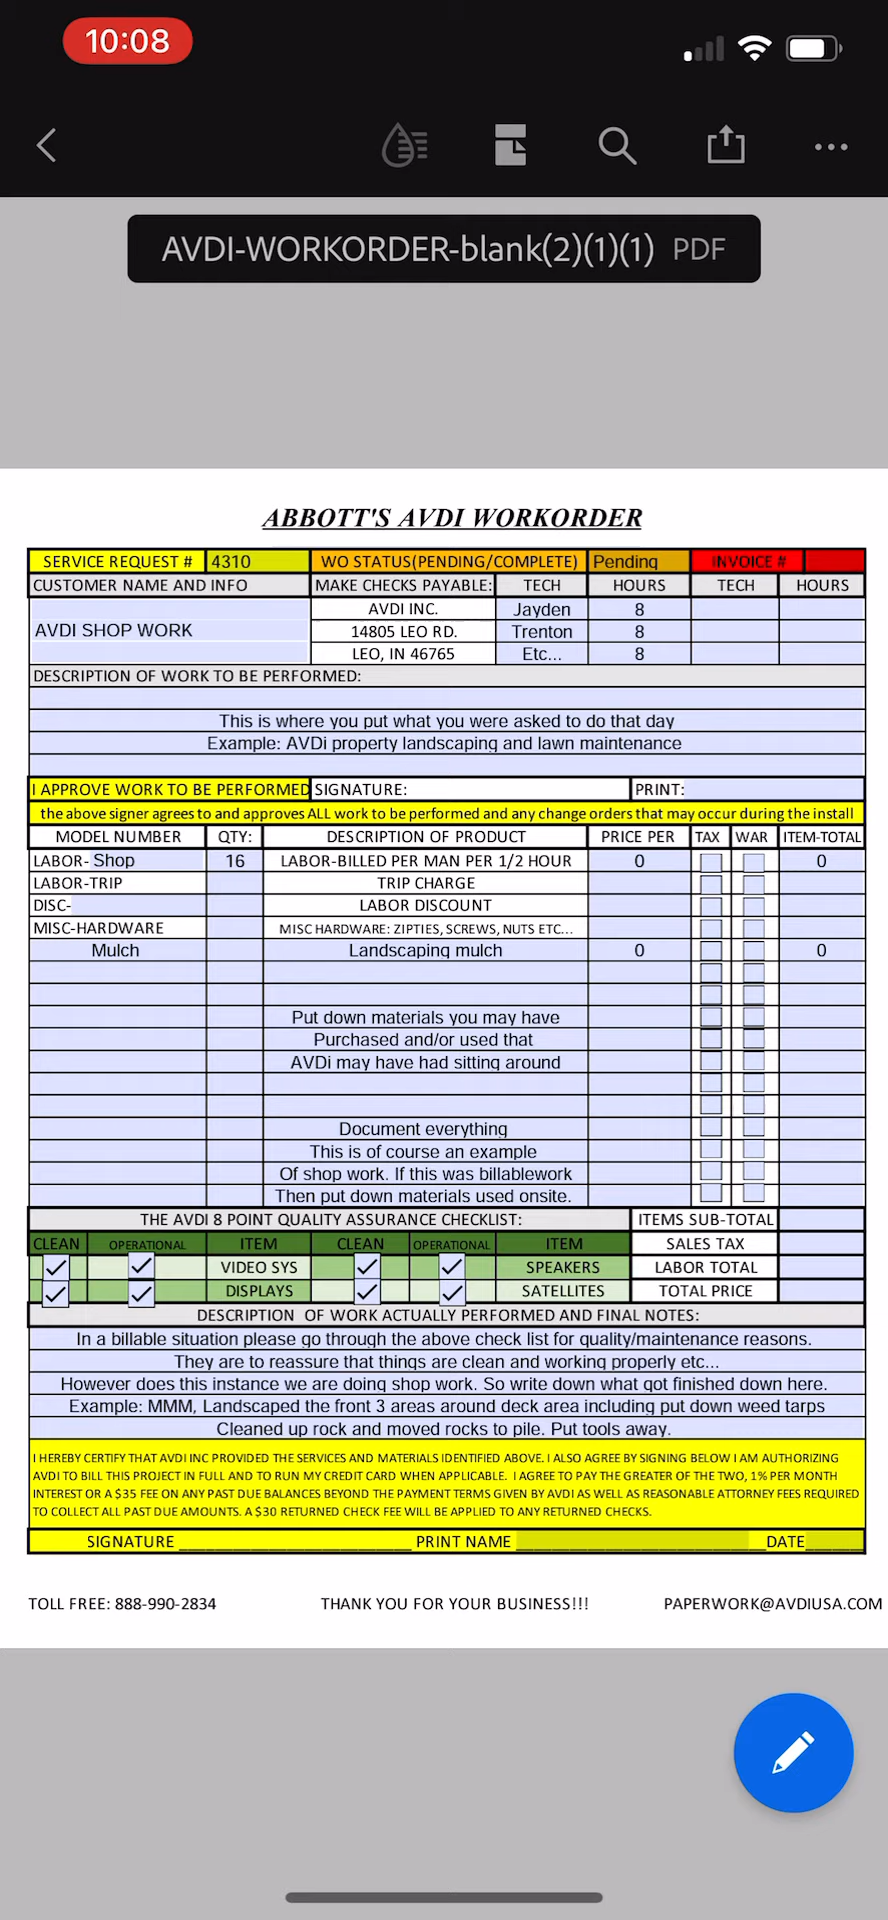 10:08
AVDI-WORKORDER-blank(2)(1)(1) PDF
ABBOTT'S AVDI WORKORDER
SERVICE REQUEST # 4310 WO STATUS(PENDING/COMPLETE) Pending INVOICE #
CUSTOMER NAME AND INFO MAKE CHECKS PAYABLE: TECH HOURS TECH HOURS
AVDI INC. Jayden 8
AVDI SHOP WORK 14805 LEO RD. Trenton 8
LEO, IN 46765 Etc... 8
DESCRIPTION OF WORK TO BE PERFORMED:
This is where you put what you were asked to do that day
Example: AVDi property landscaping and lawn maintenance
I APPROVE WORK TO BE PERFORMED SIGNATURE: PRINT:
the above signer agrees to and approves ALL work to be performed and any change orders that may occur during the install
MODEL NUMBER QTY: DESCRIPTION OF PRODUCT PRICE PER TAX WAR ITEM-TOTAL
LABOR- Shop 16 LABOR-BILLED PER MAN PER 1/2 HOUR 0 0
LABOR-TRIP TRIP CHARGE
DISC- LABOR DISCOUNT
MISC-HARDWARE MISC HARDWARE: ZIPTIES, SCREWS, NUTS ETC...
Mulch Landscaping mulch 0 0
Put down materials you may have
Purchased and/or used that
AVDi may have had sitting around
Document everything
This is of course an example
Of shop work. If this was billablework
Then put down materials used onsite.
THE AVDI 8 POINT QUALITY ASSURANCE CHECKLIST: ITEMS SUB-TOTAL
CLEAN OPERATIONAL ITEM CLEAN OPERATIONAL ITEM SALES TAX
VIDEO SYS SPEAKERS LABOR TOTAL
DISPLAYS SATELLITES TOTAL PRICE
DESCRIPTION OF WORK ACTUALLY PERFORMED AND FINAL NOTES:
In a billable situation please go through the above check list for quality/maintenance reasons.
They are to reassure that things are clean and working properly etc...
However does this instance we are doing shop work. So write down what got finished down here.
Example: MMM, Landscaped the front 3 areas around deck area including put down weed tarps
Cleaned up rock and moved rocks to pile. Put tools away.
I HEREBY CERTIFY THAT AVDI INC PROVIDED THE SERVICES AND MATERIALS IDENTIFIED ABOVE. I ALSO AGREE BY SIGNING BELOW I AM AUTHORIZING
AVDI TO BILL THIS PROJECT IN FULL AND TO RUN MY CREDIT CARD WHEN APPLICABLE. I AGREE TO PAY THE GREATER OF THE TWO, 1% PER MONTH
INTEREST OR A $35 FEE ON ANY PAST DUE BALANCES BEYOND THE PAYMENT TERMS GIVEN BY AVDI AS WELL AS REASONABLE ATTORNEY FEES REQUIRED
TO COLLECT ALL PAST DUE AMOUNTS. A $30 RETURNED CHECK FEE WILL BE APPLIED TO ANY RETURNED CHECKS.
SIGNATURE PRINT NAME DATE
TOLL FREE: 888-990-2834 THANK YOU FOR YOUR BUSINESS!!! PAPERWORK@AVDIUSA.COM